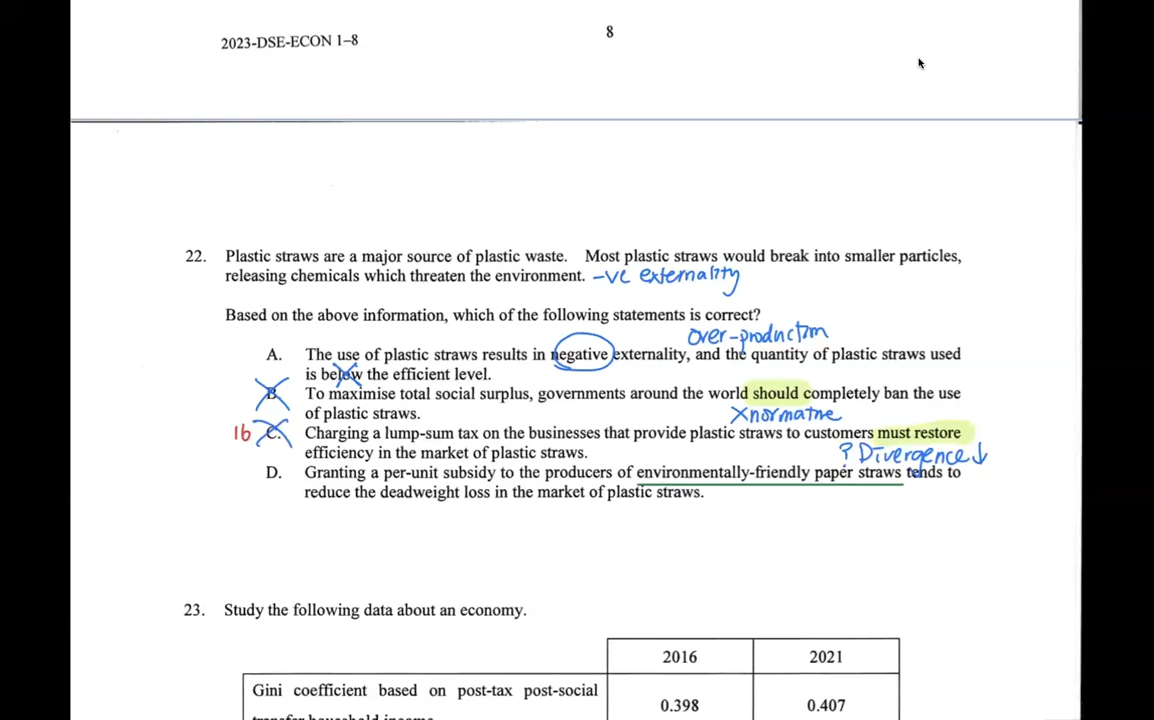 8
2023-DSE-ECON 1–8
22. Plastic straws are a major source of plastic waste. Most plastic straws would break into smaller particles,
releasing chemicals which threaten the environment. -ve externality
Based on the above information, which of the following statements is correct?
over-production
A. The use of plastic straws results in negative externality, and the quantity of plastic straws used
is below the efficient level.
B. To maximise total social surplus, governments around the world should completely ban the use
of plastic straws. Xnormative
16 C. Charging a lump-sum tax on the businesses that provide plastic straws to customers must restore
efficiency in the market of plastic straws. ? Divergence↓
D. Granting a per-unit subsidy to the producers of environmentally-friendly paper straws tends to
reduce the deadweight loss in the market of plastic straws.
23. Study the following data about an economy.
2016 2021
Gini coefficient based on post-tax post-social 0.398 0.407